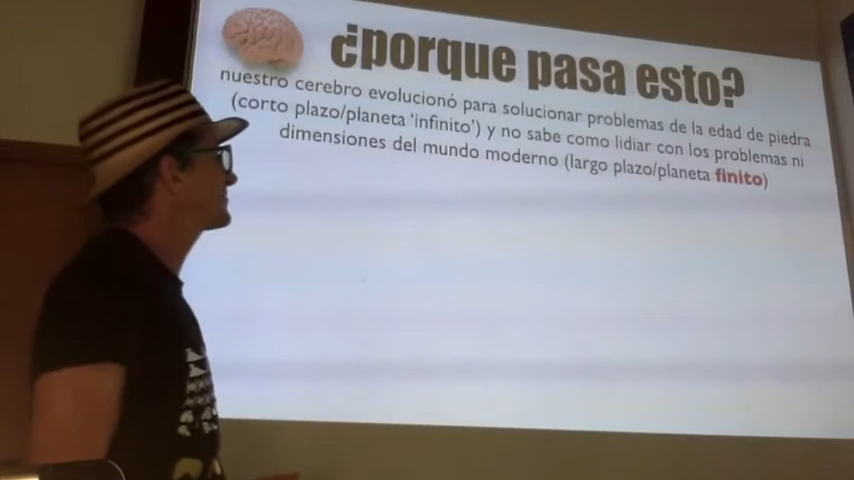 ¿porque pasa esto?
nuestro cerebro evolucionó para solucionar problemas de la edad de piedra
(corto plazo/planeta 'infinito') y no sabe como lidiar con los problemas ni
dimensiones del mundo moderno (largo plazo/planeta finito)